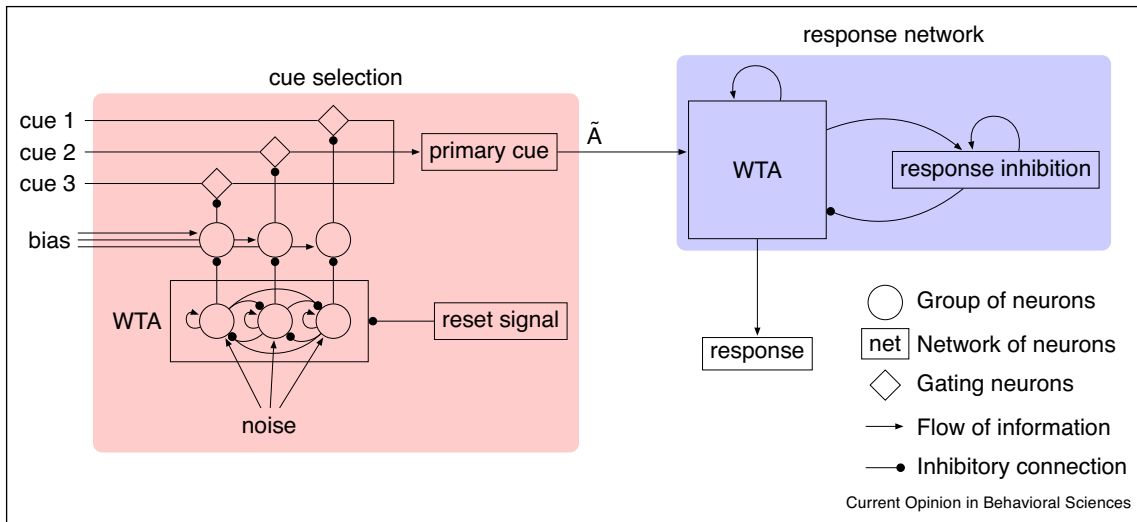 response network
cue selection
cue 1
cue 2
cue 3
primary cue
Ã
WTA
response inhibition
bias
WTA
reset signal
noise
response
Group of neurons
net Network of neurons
Gating neurons
Flow of information
Inhibitory connection
Current Opinion in Behavioral Sciences